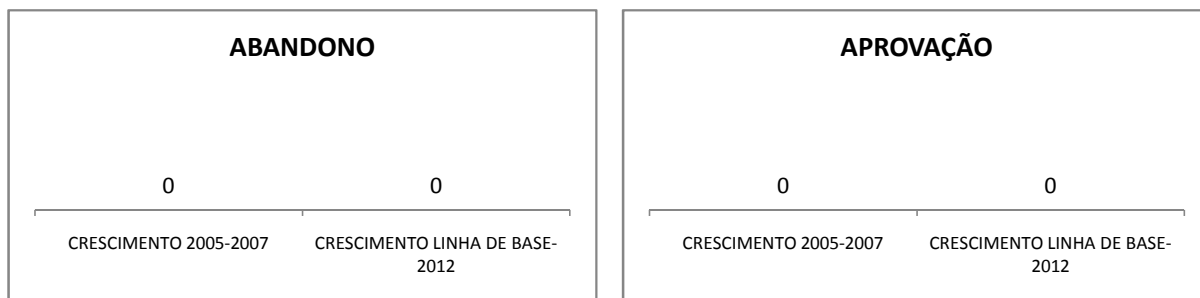 ABANDONO
0
0
CRESCIMENTO 2005-2007
CRESCIMENTO LINHA DE BASE-
2012
APROVAÇÃO
0
0
CRESCIMENTO 2005-2007
CRESCIMENTO LINHA DE BASE-
2012